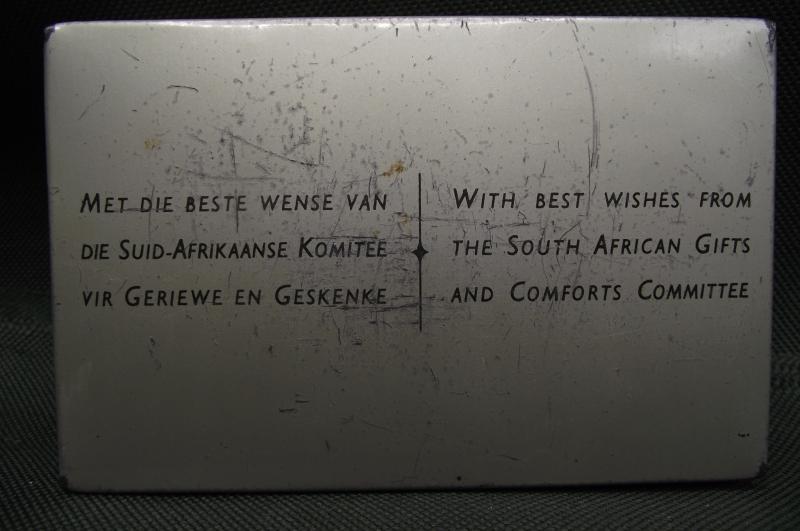 MET DIE BESTE WENSE VAN
DIE SUID-AFRIKAANSE KOMITEE
VIR GERIEWE EN GESKENKE
WITH BEST WISHES FROM
THE SOUTH AFRICAN GIFTS
AND COMFORTS COMMITTEE